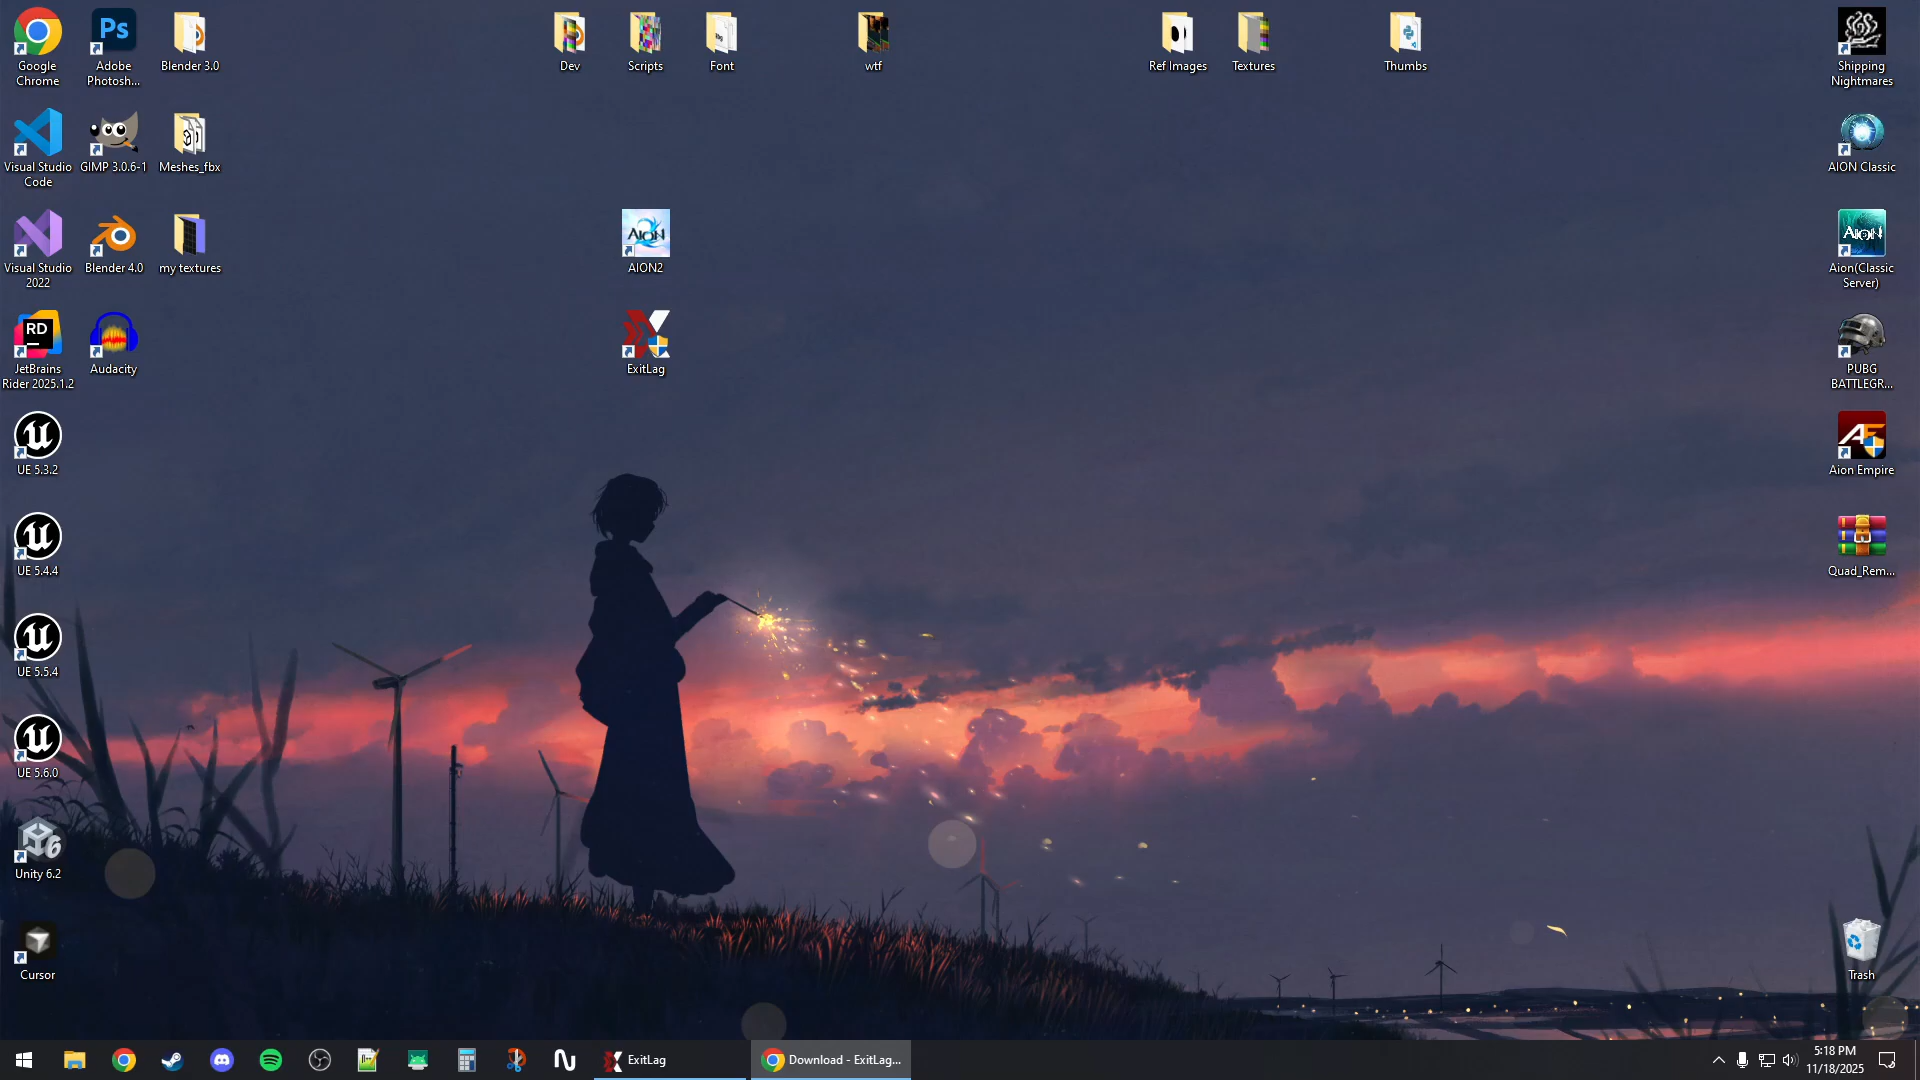 Google
Chrome
Adobe
Photosh...
Blender 3.0
Dev
Scripts
Font
wtf
Ref Images
Textures
Thumbs
Shipping
Nightmares
Visual Studio
Code
GIMP 3.0.6-1
Meshes_fbx
AION Classic
Visual Studio
2022
Blender 4.0
my textures
AION
AION2
AION
Aion(Classic
Server)
RD
JetBrains
Rider 2025.1.2
Audacity
ExitLag
PUBG
BATTLEGR...
UE 5.3.2
Aion Empire
UE 5.4.4
Quad_Rem...
UE 5.5.4
UE 5.6.0
Unity 6.2
Cursor
Trash
ExitLag
Download - ExitLag...
5:18 PM
11/18/2025